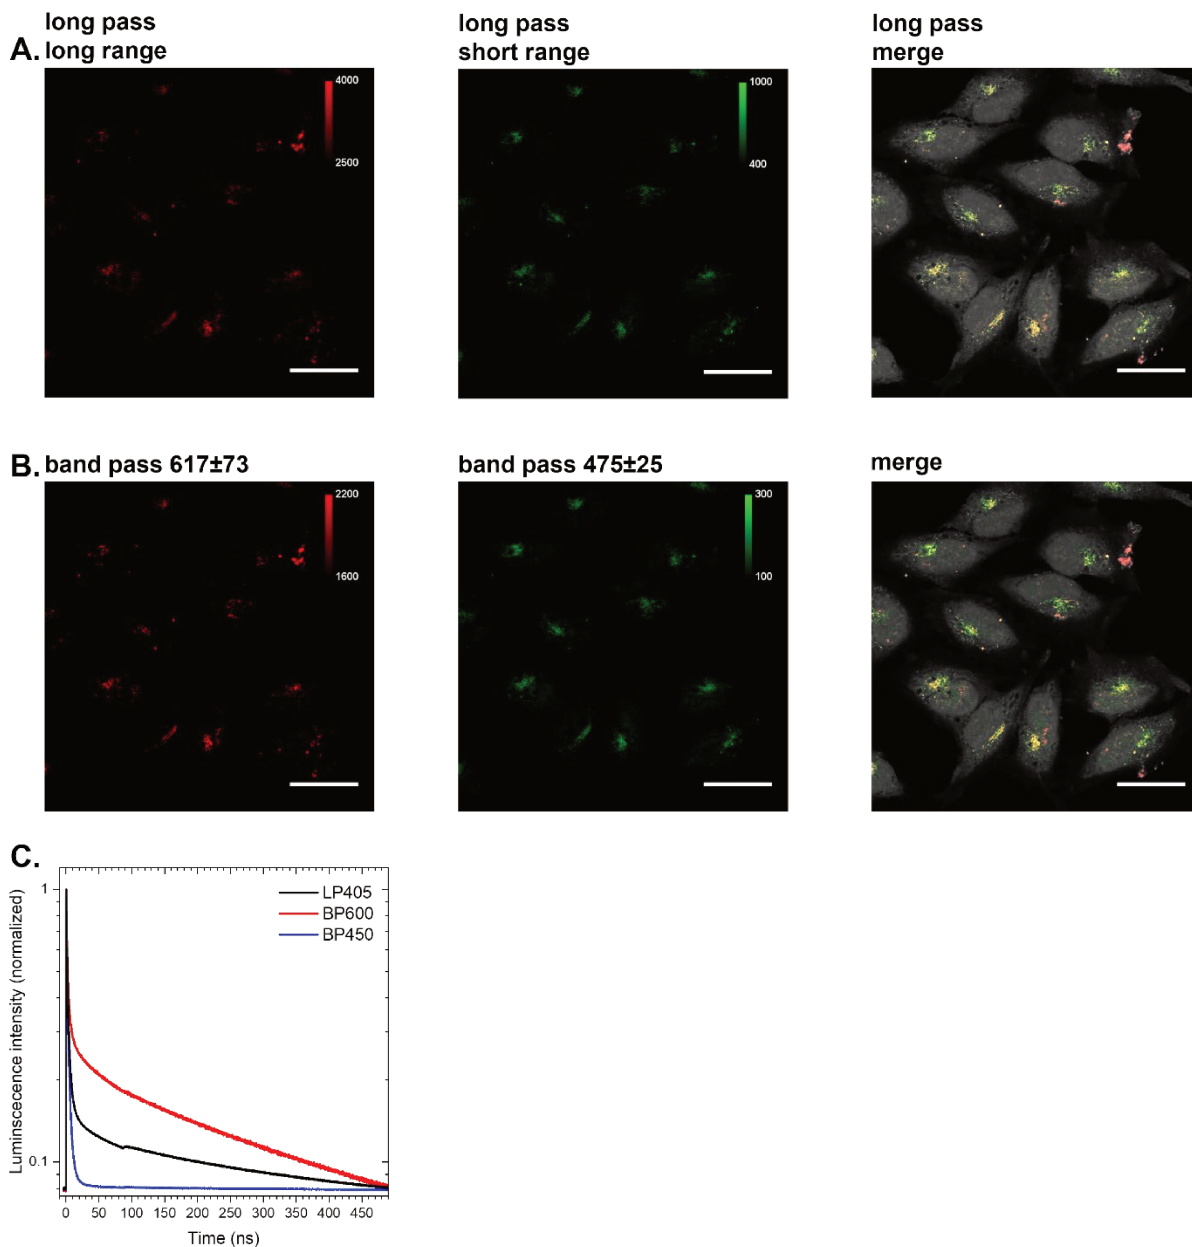 A.
long pass
long range
long pass
short range
long pass
merge
4000
2500
1000
400
B.
band pass 617±73
band pass 475±25
merge
2200
1600
300
100
C.
Luminscecence intensity (normalized)
1
0.1
LP405
BP600
BP450
0 50 100 150 200 250 300 350 400 450
Time (ns)